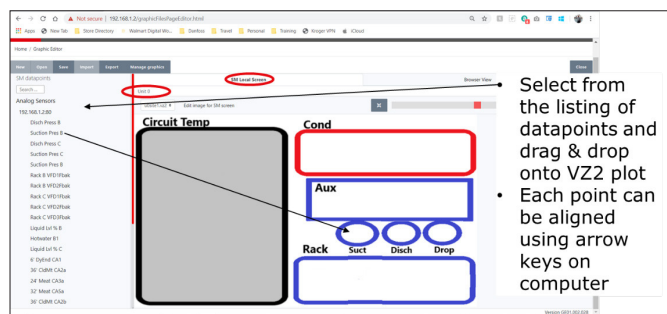 Not secure | 192.168.1.2/graphicFilesPageEditor.html
Apps New Tab Store Directory Walmart Digital Wo... Danfoss Travel Personal Training Kroger VPN iCloud
Home / Graphic Editor
New Open Save Import Export Manage graphics Close
SM datapoints
SM Local Screen
Browser View
Search...
Unit 0
Edit image for SM screen
Analog Sensors
192.168.1.2:80
Disch Press B
Suction Pres B
Disch Press C
Suction Pres C
Suction Pres B
Rack B VFD1Fbak
Rack B VFD2Fbak
Rack C VFD1Fbak
Rack C VFD2Fbak
Rack C VFD3Fbak
Liquid Lvl % B
Hotwater B1
Liquid Lvl % C
6' DyEnd CA1
36' CldMt CA2a
24' Meat CA3a
32' Meat CA5a
36' CldMt CA2b
Circuit Temp
Cond
Aux
Rack
Suct
Disch
Drop
• Select from
the listing of
datapoints and
drag & drop
onto VZ2 plot
• Each point can
be aligned
using arrow
keys on
computer